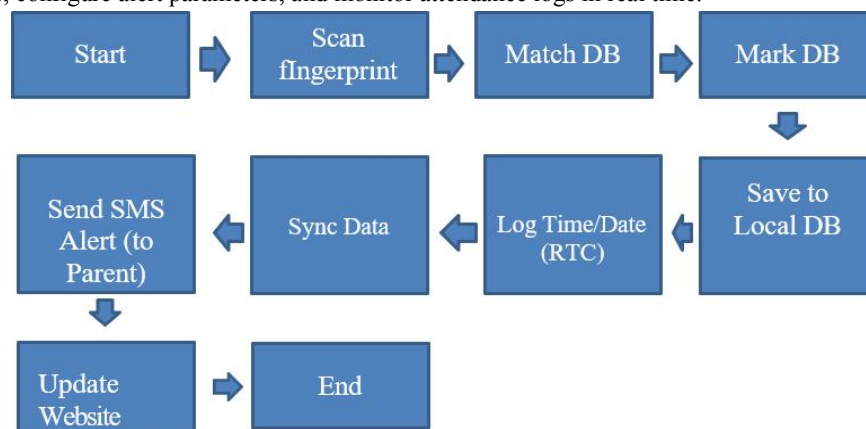 configure alert parameters, and monitor attendance logs in real time.
Start
Scan
fIngerprint
Match DB
Mark DB
Save to
Local DB
Log Time/Date
(RTC)
Sync Data
Send SMS
Alert (to
Parent)
Update
Website
End